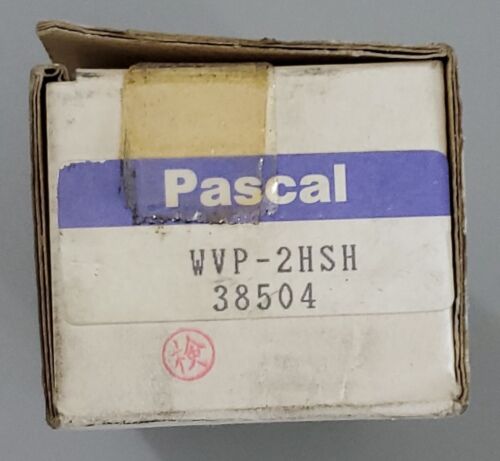 Pascal
WVP-2HSH
38504
検